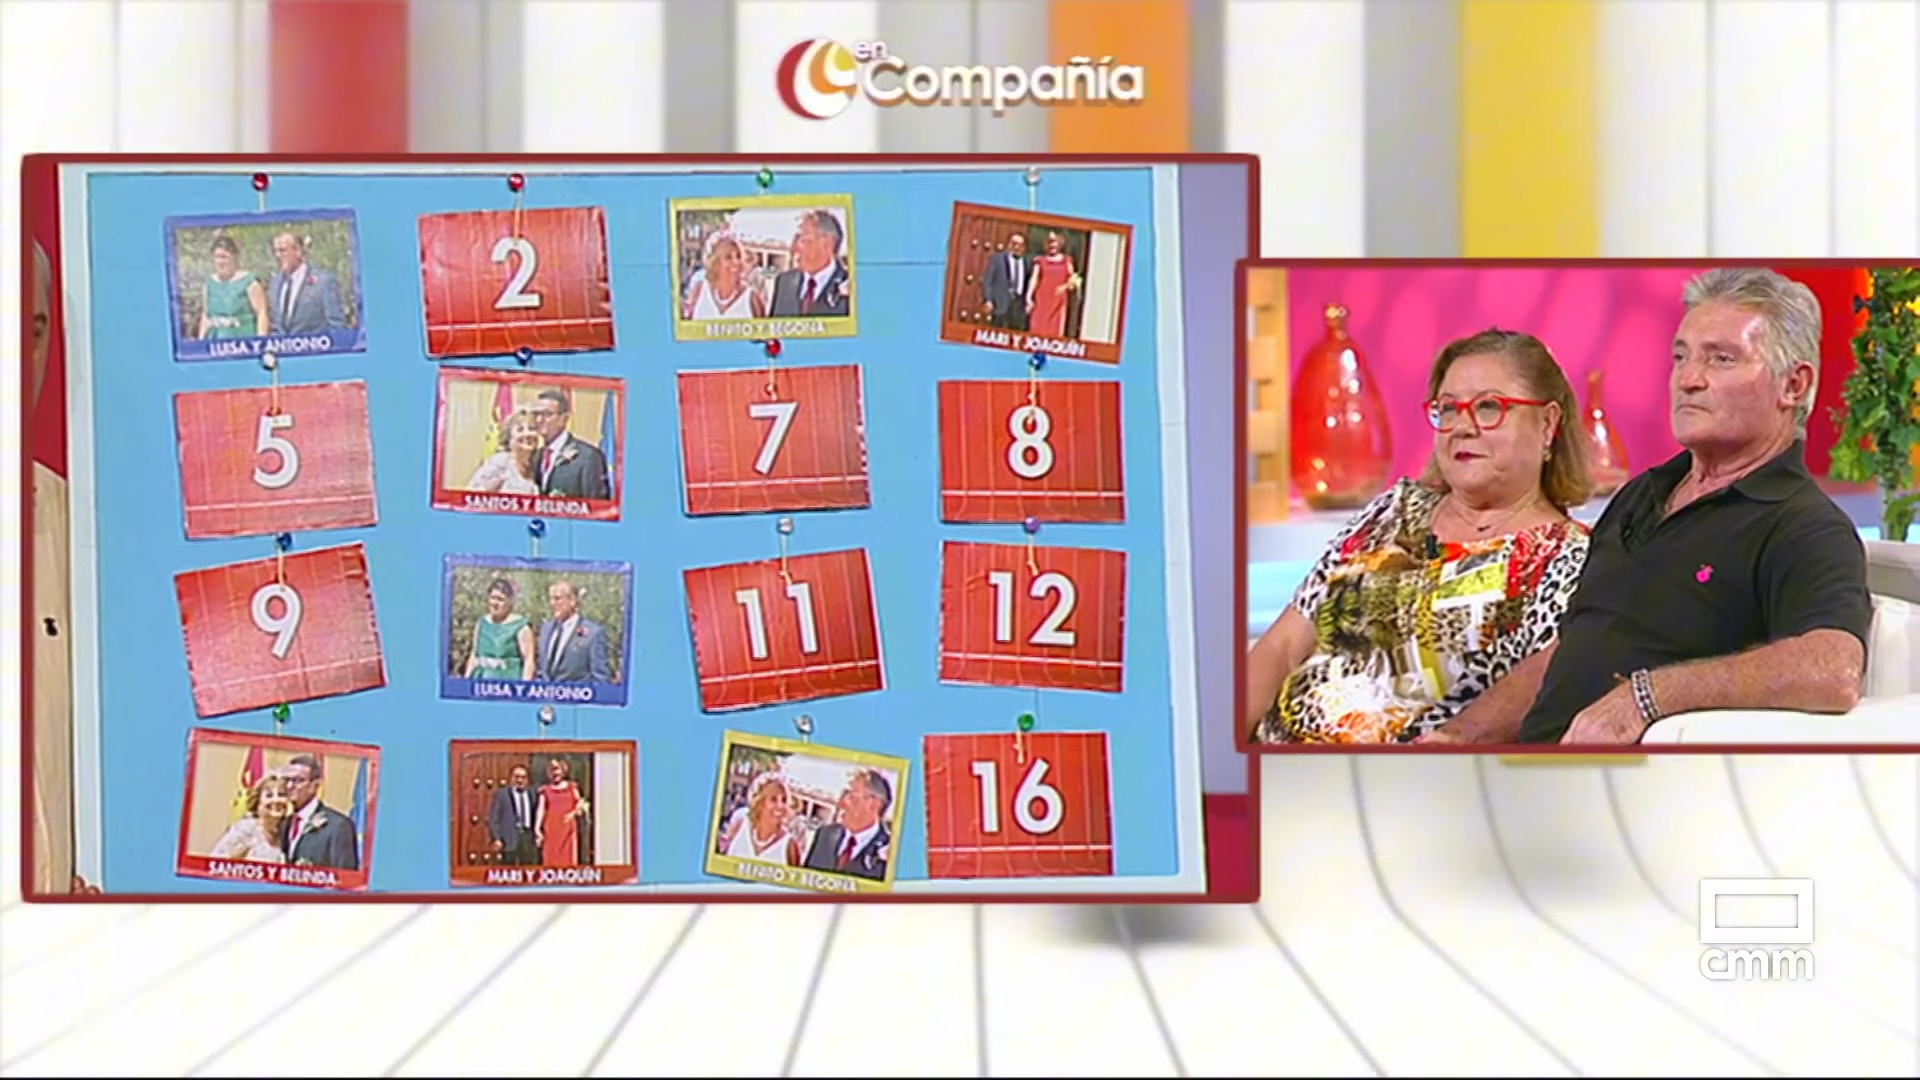 en
Compañía
LUISA Y ANTONIO
2
BENITO Y BEGOÑA
MARI Y JOAQUÍN
5
SANTOS Y BELINDA
7
8
9
LUISA Y ANTONIO
11
12
SANTOS Y BELINDA
MARI Y JOAQUÍN
BENITO Y BEGOÑA
16
cmm